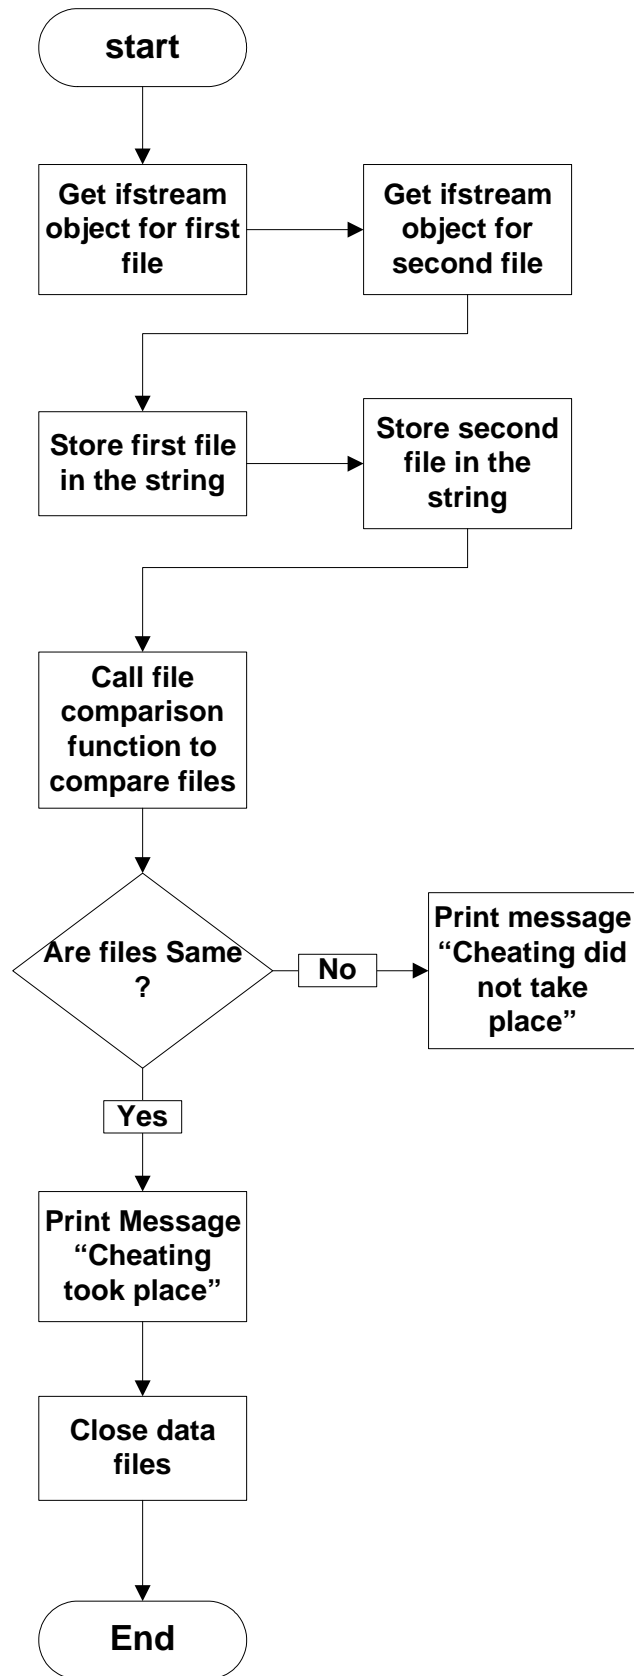 start
Get ifstream
object for first
file
Get ifstream
object for
second file
Store first file
in the string
Store second
file in the
string
Call file
comparison
function to
compare files
Are files Same
?
No
Print message
“Cheating did
not take
place”
Yes
Print Message
“Cheating
took place”
Close data
files
End